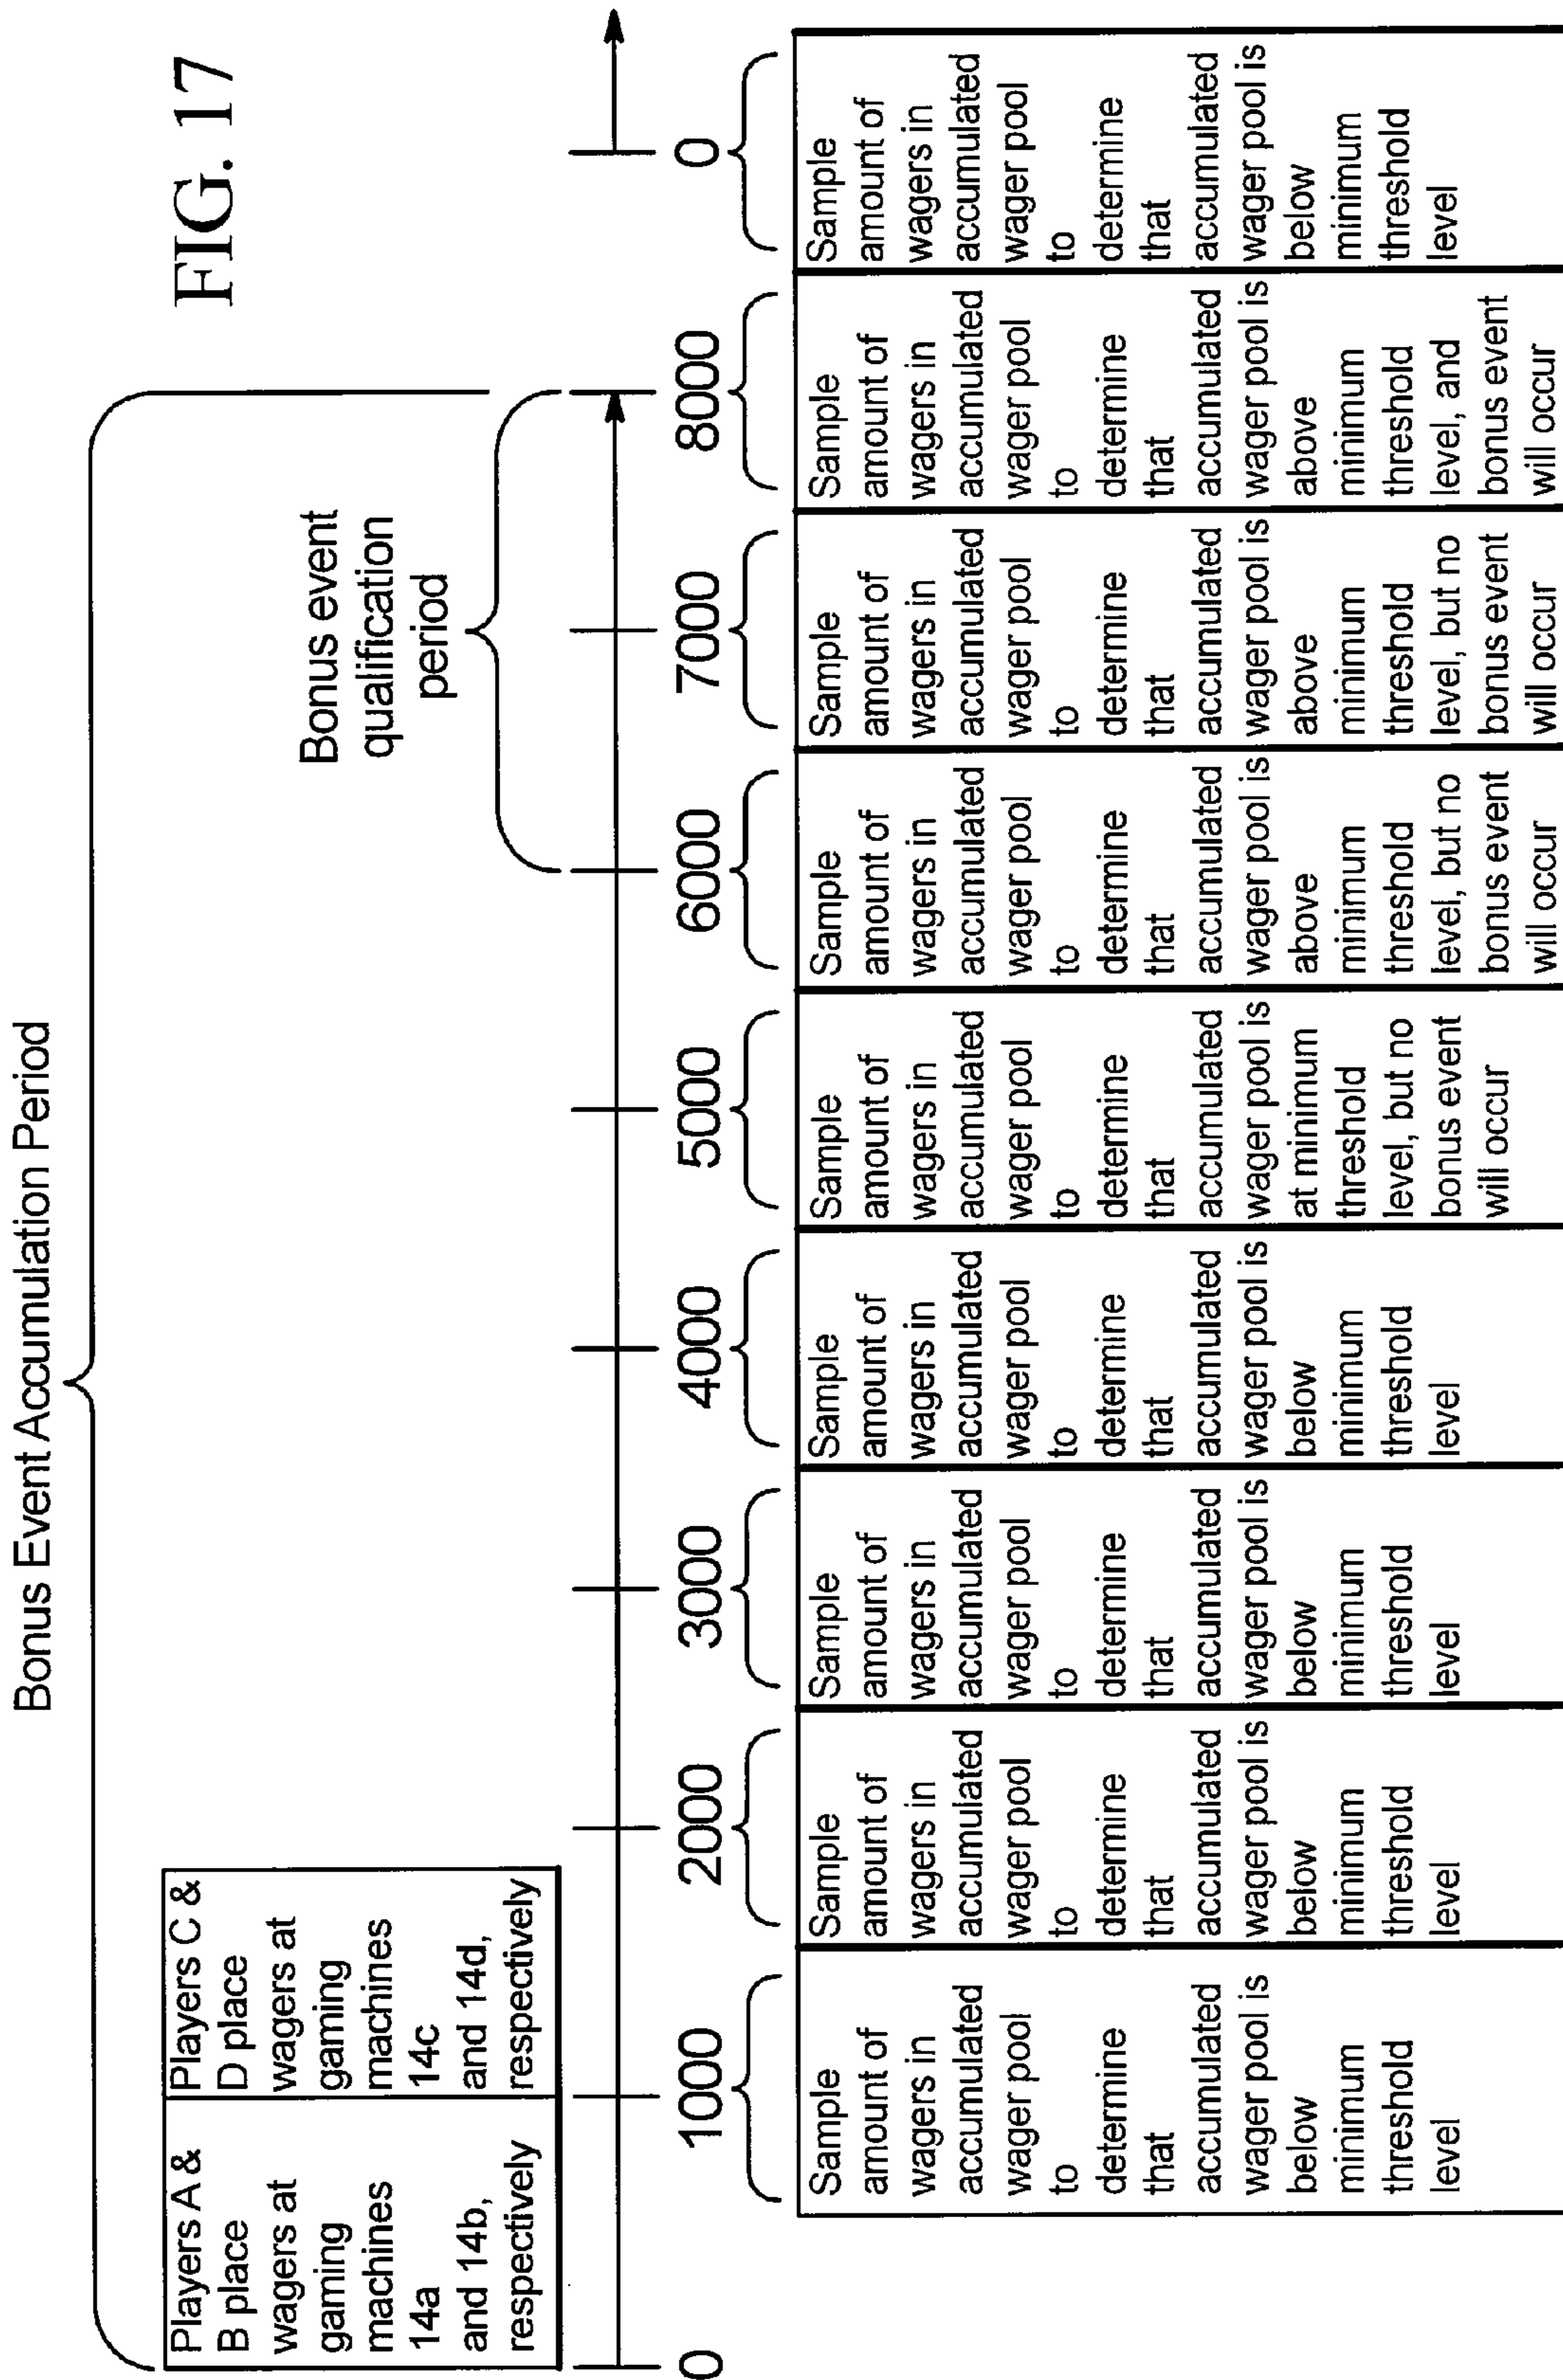 FIG. 17
Bonus Event Accumulation Period
Bonus event
qualification
period
Players A &
B place
wagers at
gaming
machines
14a
and 14b,
respectively
Players C &
D place
wagers at
gaming
machines
14c
and 14d,
respectively
0
1000
2000
3000
4000
5000
6000
7000
8000
0
Sample
amount of
wagers in
accumulated
wager pool
to
determine
that
accumulated
wager pool is
below
minimum
threshold
level
Sample
amount of
wagers in
accumulated
wager pool
to
determine
that
accumulated
wager pool is
below
minimum
threshold
level
Sample
amount of
wagers in
accumulated
wager pool
to
determine
that
accumulated
wager pool is
below
minimum
threshold
level
Sample
amount of
wagers in
accumulated
wager pool
to
determine
that
accumulated
wager pool is
below
minimum
threshold
level
Sample
amount of
wagers in
accumulated
wager pool
to
determine
that
accumulated
wager pool is
at minimum
threshold
level, but no
bonus event
will occur
Sample
amount of
wagers in
accumulated
wager pool
to
determine
that
accumulated
wager pool is
above
minimum
threshold
level, but no
bonus event
will occur
Sample
amount of
wagers in
accumulated
wager pool
to
determine
that
accumulated
wager pool is
above
minimum
threshold
level, but no
bonus event
will occur
Sample
amount of
wagers in
accumulated
wager pool
to
determine
that
accumulated
wager pool is
above
minimum
threshold
level, and
bonus event
will occur
Sample
amount of
wagers in
accumulated
wager pool
to
determine
that
accumulated
wager pool is
below
minimum
threshold
level